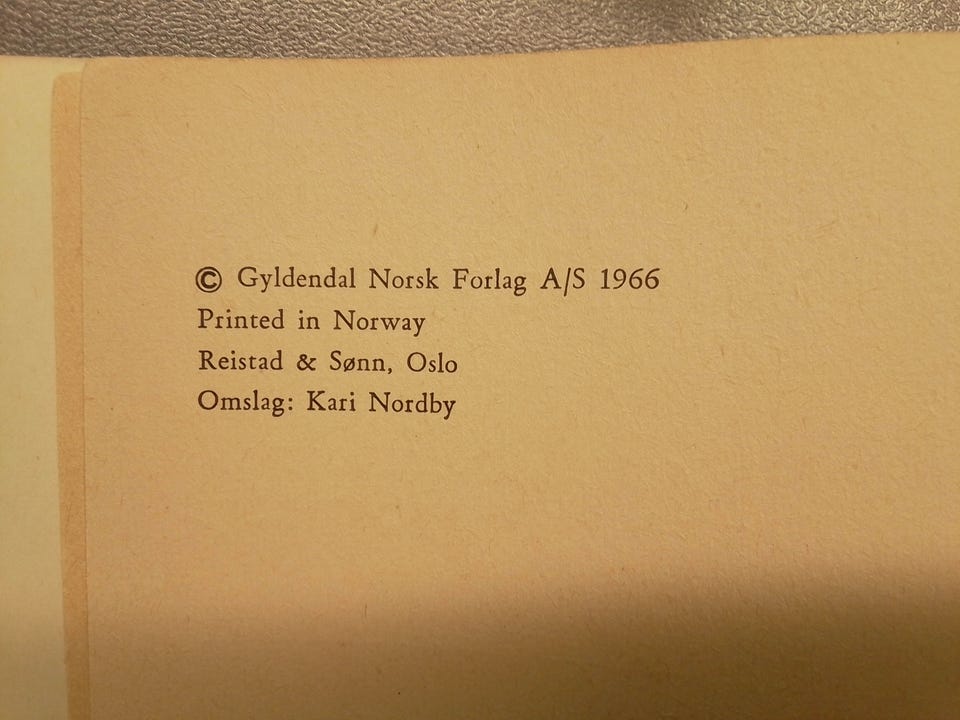 © Gyldendal Norsk Forlag A/S 1966
Printed in Norway
Reistad & Sønn, Oslo
Omslag: Kari Nordby